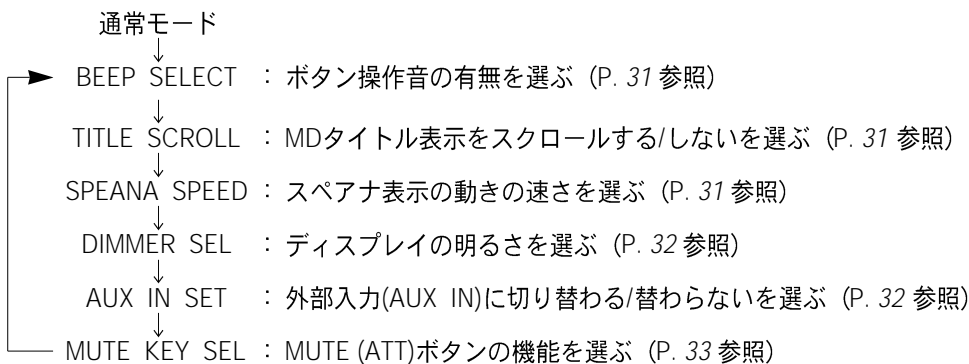 通常モード
BEEP SELECT : ボタン操作音の有無を選ぶ (P. 31 参照)
TITLE SCROLL : MDタイトル表示をスクロールする/しないを選ぶ (P. 31 参照)
SPEANA SPEED : スペアナ表示の動きの速さを選ぶ (P. 31 参照)
DIMMER SEL : ディスプレイの明るさを選ぶ (P. 32 参照)
AUX IN SET : 外部入力(AUX IN)に切り替わる/替わらないを選ぶ (P. 32 参照)
MUTE KEY SEL : MUTE (ATT)ボタンの機能を選ぶ (P. 33 参照)